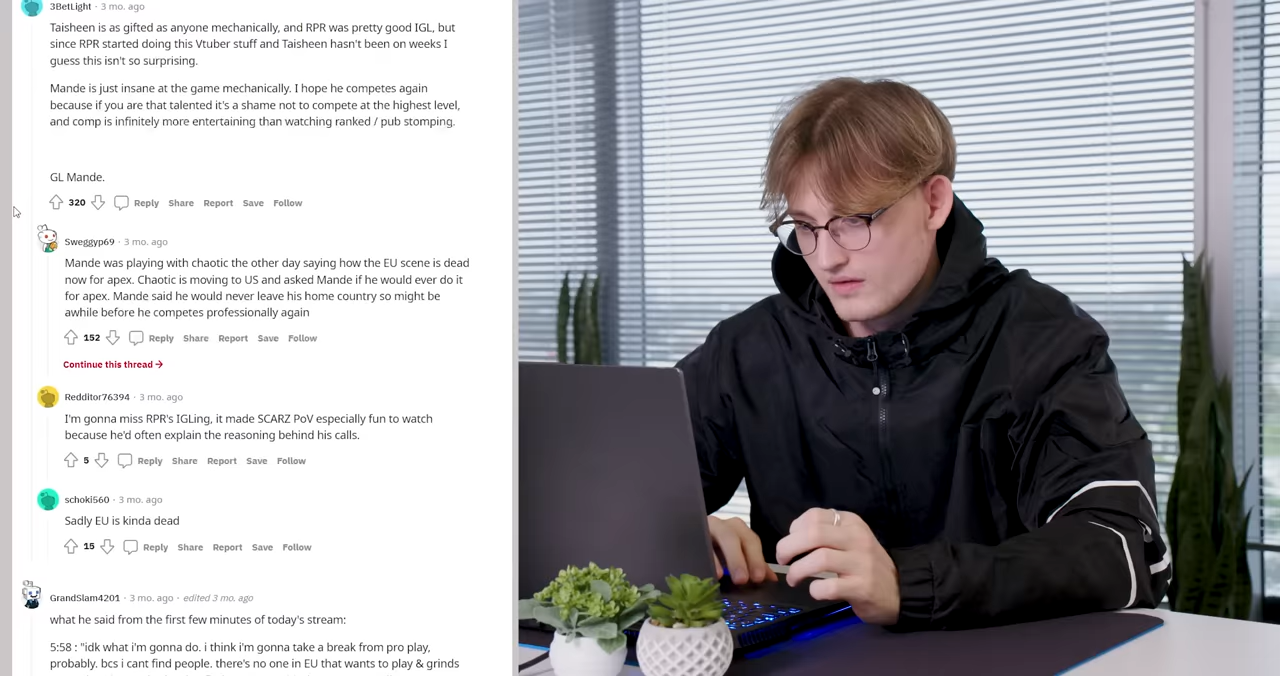 3BetLight · 3 mo. ago
Taisheen is as gifted as anyone mechanically, and RPR was pretty good IGL, but
since RPR started doing this Vtuber stuff and Taisheen hasn't been on weeks I
guess this isn't so surprising.
Mande is just insane at the game mechanically. I hope he competes again
because if you are that talented it's a shame not to compete at the highest level,
and comp is infinitely more entertaining than watching ranked / pub stomping.
GL Mande.
320 Reply Share Report Save Follow
Sweggyp69 · 3 mo. ago
Mande was playing with chaotic the other day saying how the EU scene is dead
now for apex. Chaotic is moving to US and asked Mande if he would ever do it
for apex. Mande said he would never leave his home country so might be
awhile before he competes professionally again
152 Reply Share Report Save Follow
Continue this thread →
Redditor76394 · 3 mo. ago
I'm gonna miss RPR's IGLing, it made SCARZ PoV especially fun to watch
because he'd often explain the reasoning behind his calls.
5 Reply Share Report Save Follow
schoki560 · 3 mo. ago
Sadly EU is kinda dead
15 Reply Share Report Save Follow
GrandSlam4201 · 3 mo. ago · edited 3 mo. ago
what he said from the first few minutes of today's stream:
5:58 : "idk what i'm gonna do. i think i'm gonna take a break from pro play,
probably. bcs i cant find people. there's no one in EU that wants to play & grinds